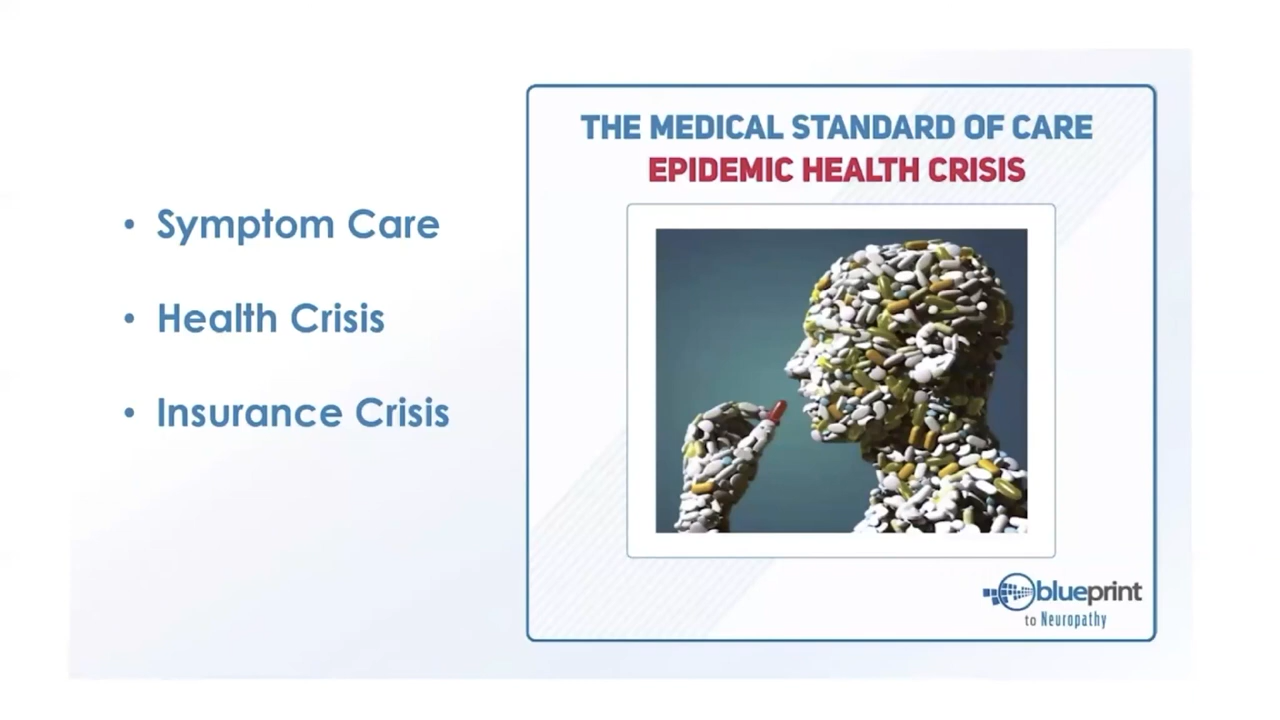 • Symptom Care
• Health Crisis
• Insurance Crisis
THE MEDICAL STANDARD OF CARE
EPIDEMIC HEALTH CRISIS
blueprint
to Neuropathy